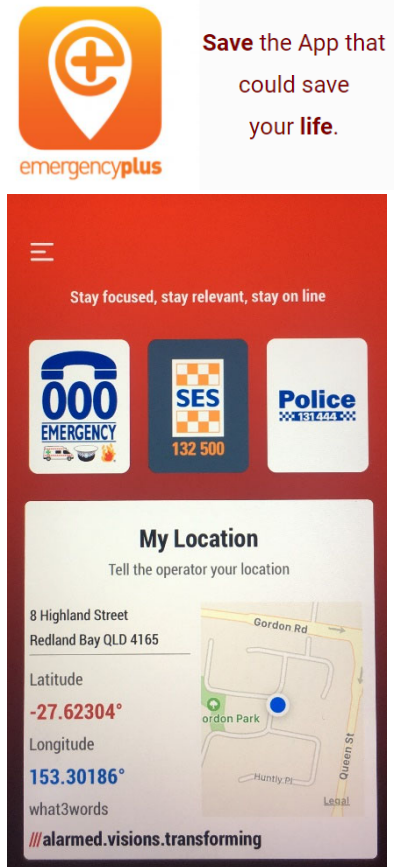 Save the App that
could save
your life.
emergencyplus
Stay focused, stay relevant, stay on line
000
EMERGENCY
SES
132 500
Police
131 444
My Location
Tell the operator your location
8 Highland Street
Redland Bay QLD 4165
Latitude
-27.62304°
Longitude
153.30186°
what3words
///alarmed.visions.transforming
Gordon Rd
ordon Park
Huntly Pl
Queen St
Legal